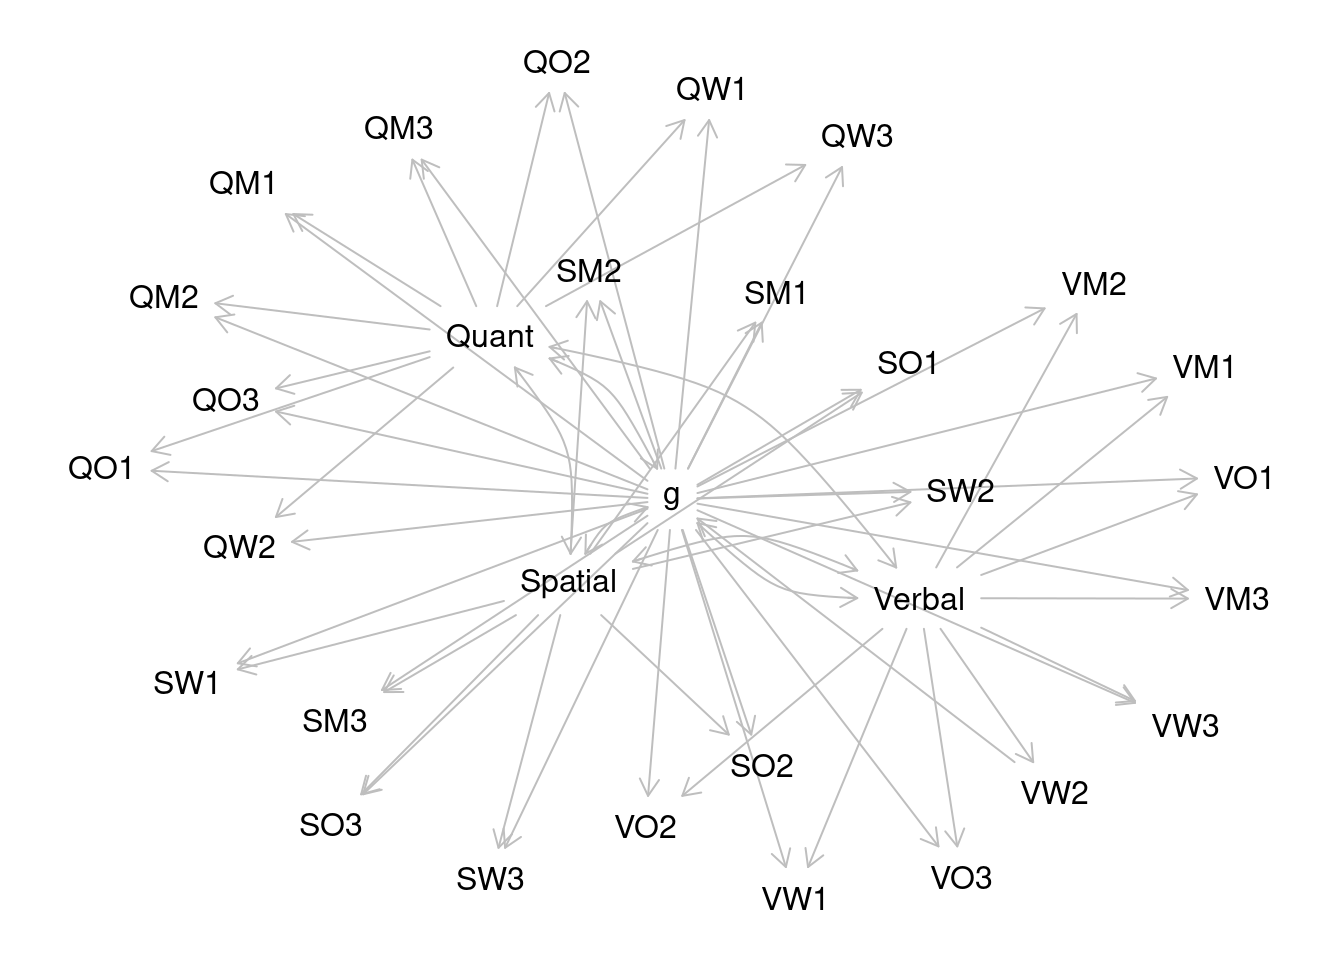 QO2
QW1
QM3
QW3
QM1
SM2
VM2
SM1
QM2
Quant
SO1
VM1
QO3
QO1
VO1
SW2
g
QW2
Spatial
Verbal
VM3
SW1
SM3
VW3
SO2
VW2
SO3
VO2
SW3
VO3
VW1